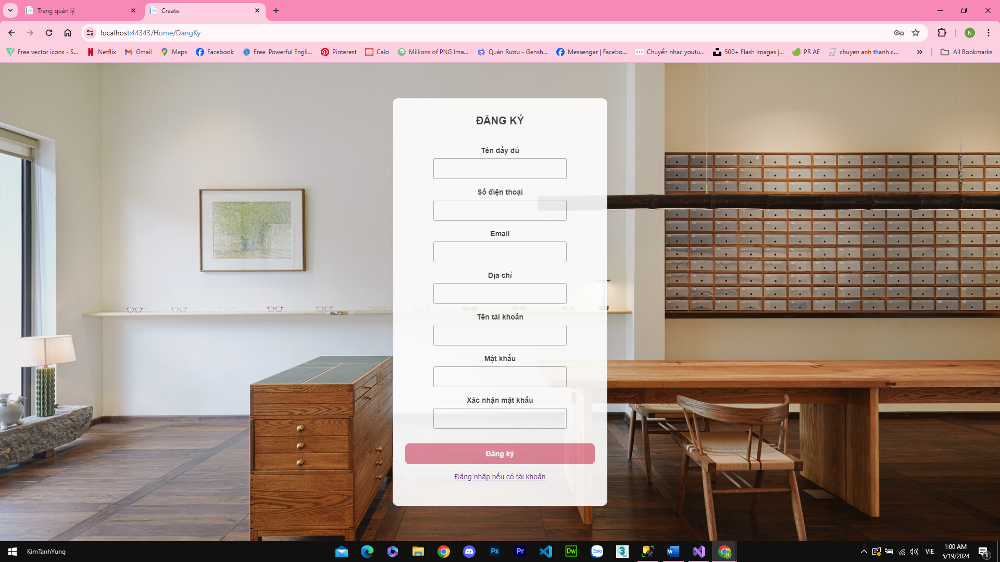 Trang quản lý
Create
localhost:44343/Home/DangKy
N
Free vector icons - S...
Netflix
Gmail
Maps
Facebook
Free, Powerful Engli...
Pinterest
Calo
Millions of PNG Ima...
Quán Rượu - Gensh...
Messenger | Facebo...
Chuyển nhạc youtu...
500+ Flash Images |...
PR AE
chuyen anh thanh c...
All Bookmarks
ĐĂNG KÝ
Tên đầy đủ
Số điện thoại
Email
Địa chỉ
Tên tài khoản
Mật khẩu
Xác nhận mật khẩu
Đăng ký
Đăng nhập nếu có tài khoản
KimTanhYung
Ps
Pr
Dw
Zalo
3
W
N
VIE
1:00 AM
5/19/2024
1